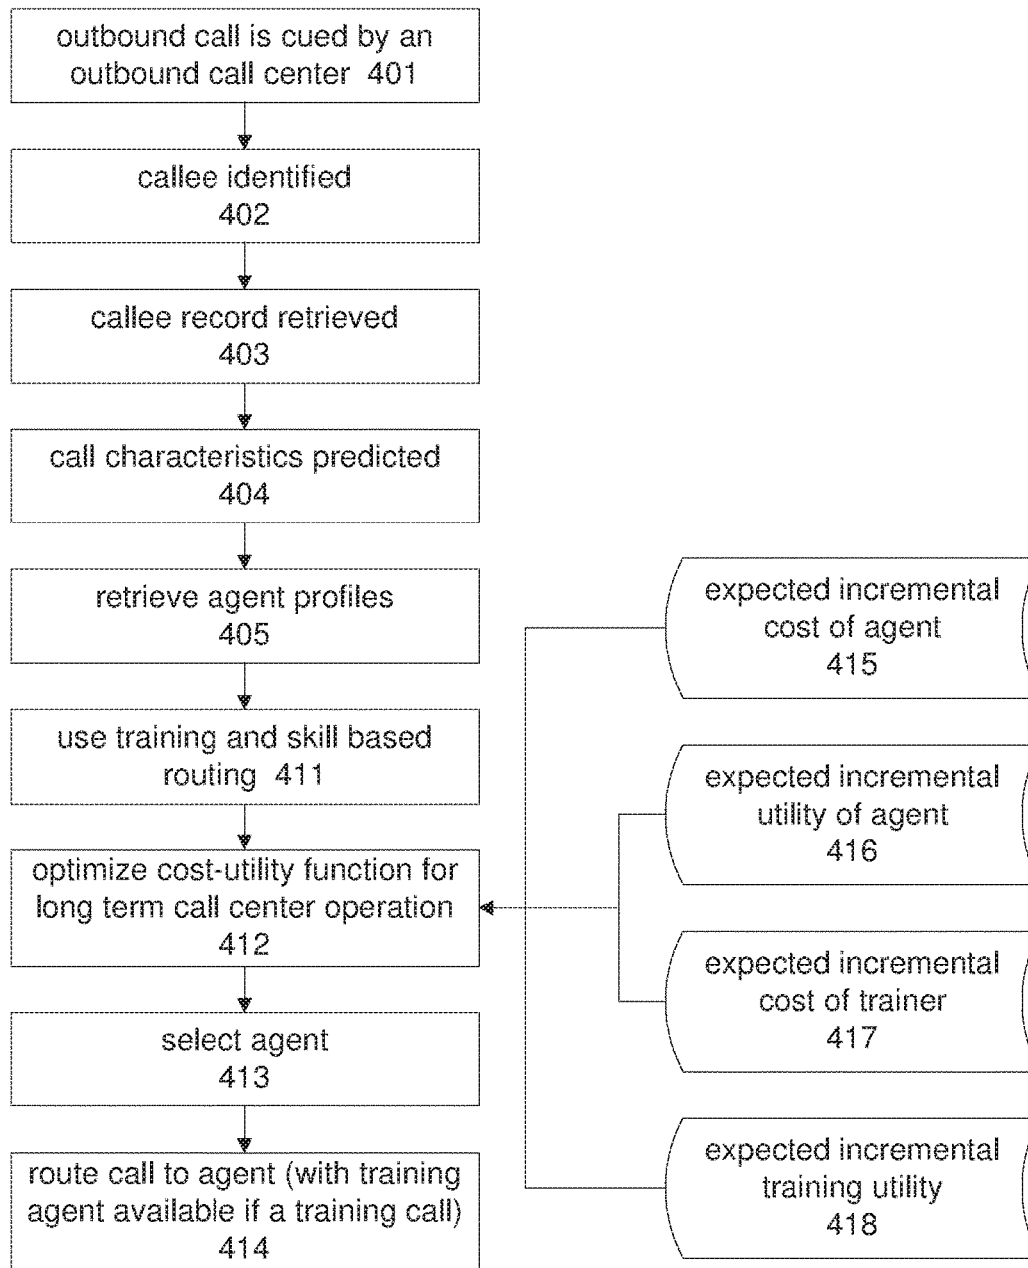 outbound call is cued by an
outbound call center 401
callee identified
402
callee record retrieved
403
call characteristics predicted
404
retrieve agent profiles
405
use training and skill based
routing 411
optimize cost-utility function for
long term call center operation
412
select agent
413
route call to agent (with training
agent available if a training call)
414
expected incremental
cost of agent
415
expected incremental
utility of agent
416
expected incremental
cost of trainer
417
expected incremental
training utility
418